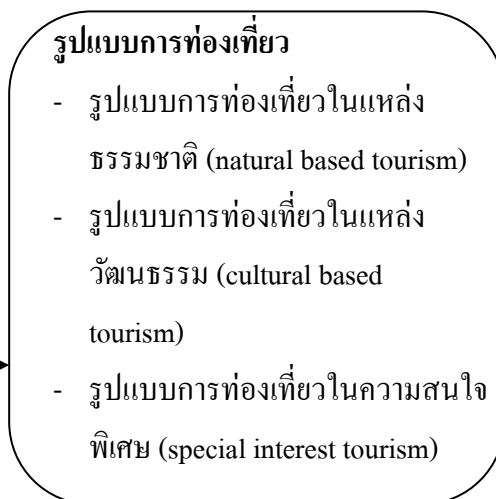 รูปแบบการท่องเที่ยว
- รูปแบบการท่องเที่ยวในแหล่ง
ธรรมชาติ (natural based tourism)
- รูปแบบการท่องเที่ยวในแหล่ง
วัฒนธรรม (cultural based
tourism)
- รูปแบบการท่องเที่ยวในความสนใจ
พิเศษ (special interest tourism)